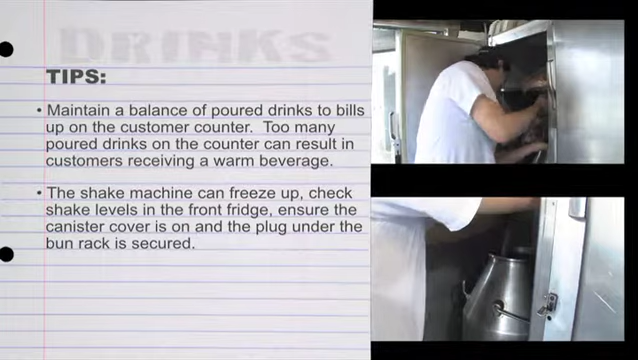 DRINKS
TIPS:
• Maintain a balance of poured drinks to bills
up on the customer counter.  Too many
poured drinks on the counter can result in
customers receiving a warm beverage.
• The shake machine can freeze up, check
shake levels in the front fridge, ensure the
canister cover is on and the plug under the
bun rack is secured.